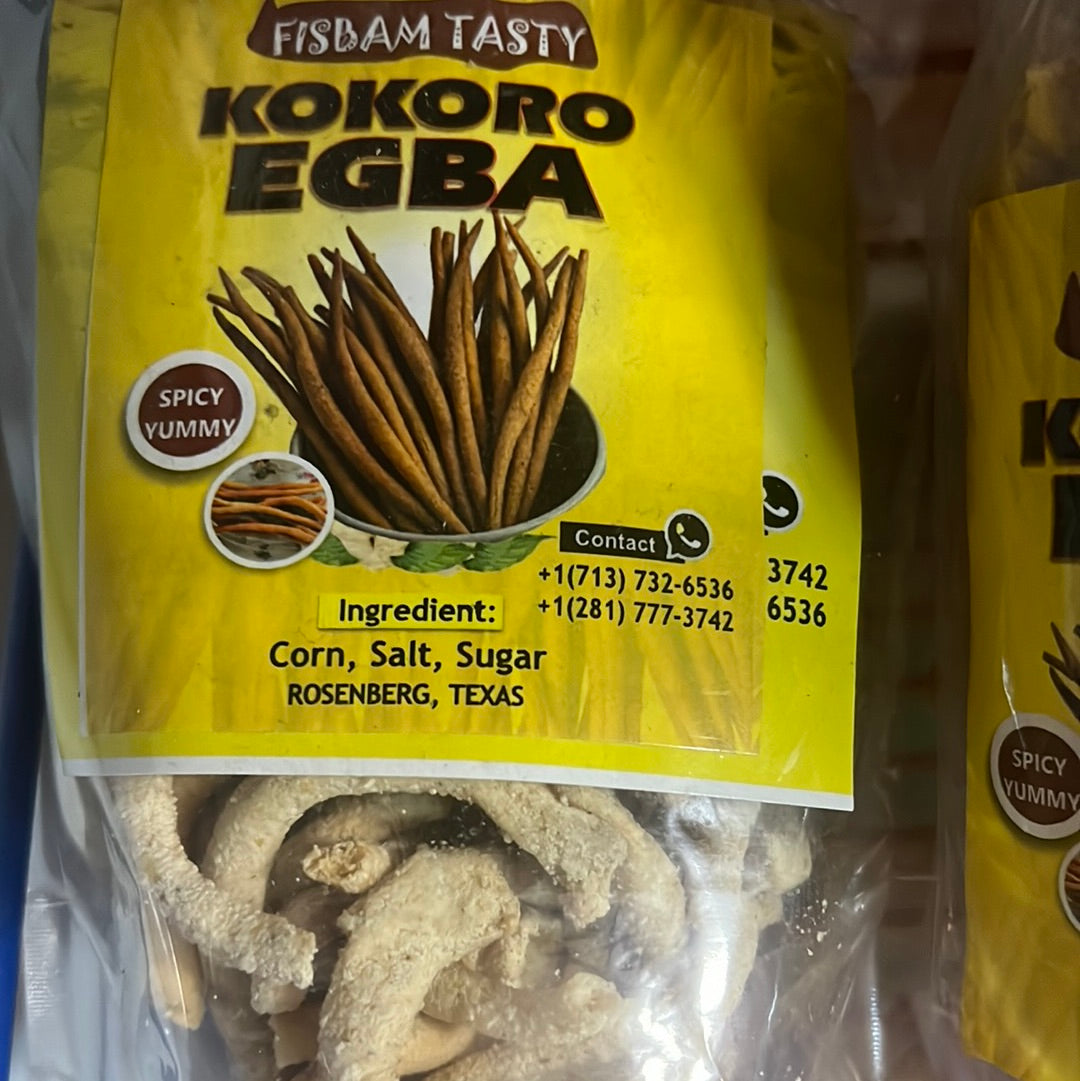 FISBAM TASTY
KOKORO
EGBA
SPICY
YUMMY
Contact
+1(713) 732-6536
+1(281) 777-3742
3742
6536
Ingredient:
Corn, Salt, Sugar
ROSENBERG, TEXAS
K
SPICY
YUMMY